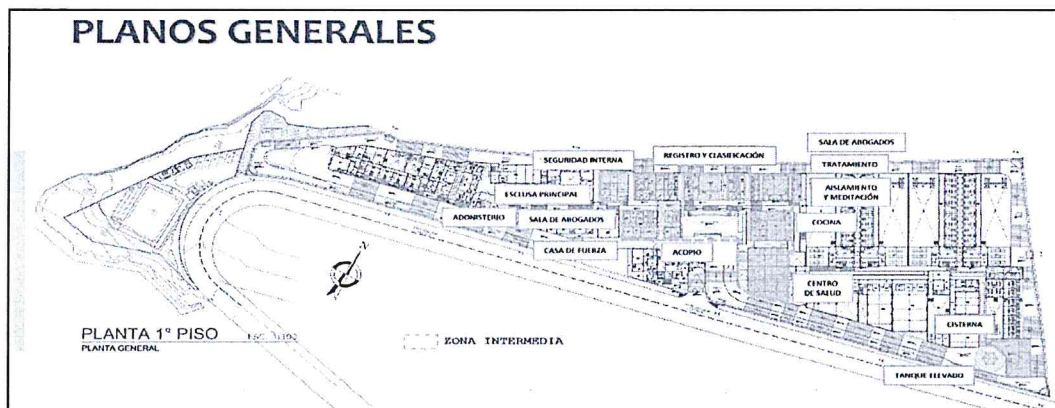 PLANOS GENERALES
SALA DE ABOGADOS
SEGURIDAD INTERNA
REGISTRO Y CLASIFICACIÓN
TRATAMIENTO
ESCLUSA PRINCIPAL
AISLAMIENTO
Y MEDITACIÓN
ADONISTERIO
SALA DE ABOGADOS
COCINA
CASA DE FUERZA
ACOPIO
N
CENTRO
DE SALUD
CISTERNA
PLANTA 1° PISO
PLANTA GENERAL
ZONA INTERMEDIA
TANQUE ELEVADO